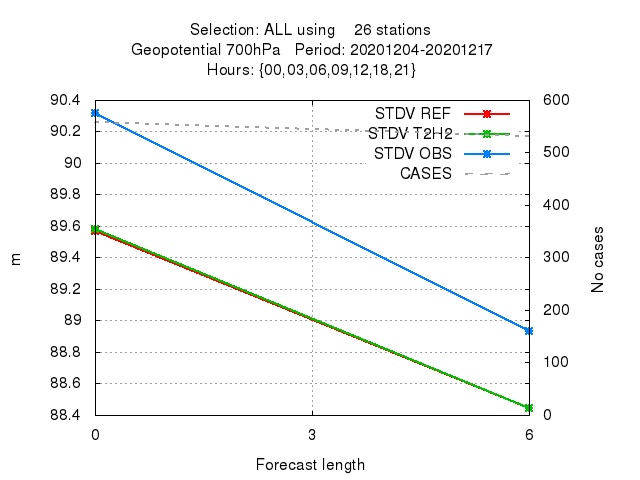 Selection: ALL using    26 stations
Geopotential 700hPa   Period: 20201204-20201217
Hours: {00,03,06,09,12,18,21}
STDV REF
STDV T2H2
STDV OBS
CASES
90.4
90.2
90
89.8
89.6
89.4
89.2
89
88.8
88.6
88.4
600
500
400
300
200
100
0
m
No cases
0
3
6
Forecast length